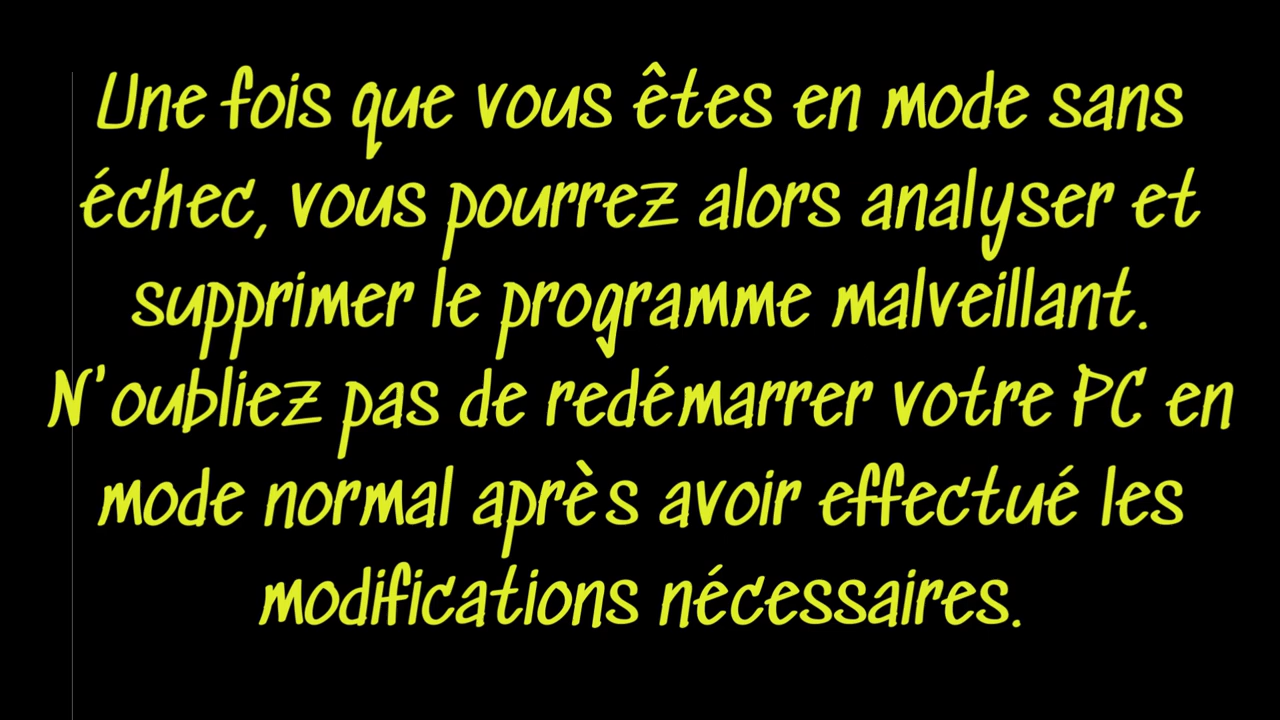 Une fois que vous êtes en mode sans
échec, vous pourrez alors analyser et
supprimer le programme malveillant.
N'oubliez pas de redémarrer votre PC en
mode normal après avoir effectué les
modifications nécessaires.